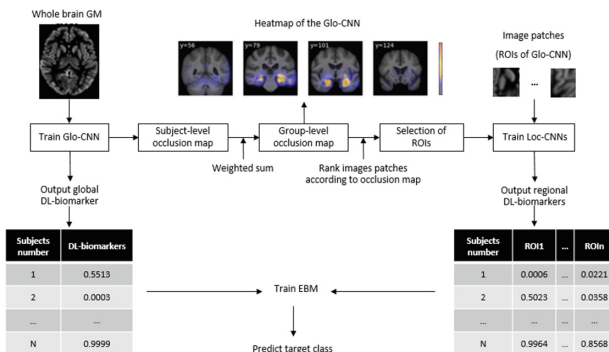 Whole brain GM
Heatmap of the Glo-CNN
y=56
y=79
y=101
y=124
Image patches
(ROIs of Glo-CNN)
...
Train Glo-CNN
Subject-level
occlusion map
Group-level
occlusion map
Selection of
ROIs
Train Loc-CNNs
Weighted sum
Rank images patches
according to occlusion map
Output global
DL-biomarker
Output regional
DL-biomarkers
Subjects
number
DL-biomarkers
1 0.5513
2 0.0003
... ...
N 0.9999
Train EBM
Predict target class
Subjects
number
ROI1 ... ROIn
1 0.0006 ... 0.0221
2 0.5023 ... 0.0358
... ... ... ...
N 0.9964 ... 0.8568